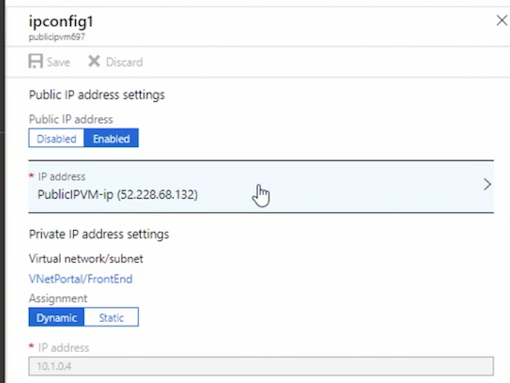 ipconfig1
publicipvm697
Save Discard
Public IP address settings
Public IP address
Disabled Enabled
* IP address
PublicIPVM-ip (52.228.68.132)
Private IP address settings
Virtual network/subnet
VNetPortal/FrontEnd
Assignment
Dynamic Static
* IP address
10.1.0.4